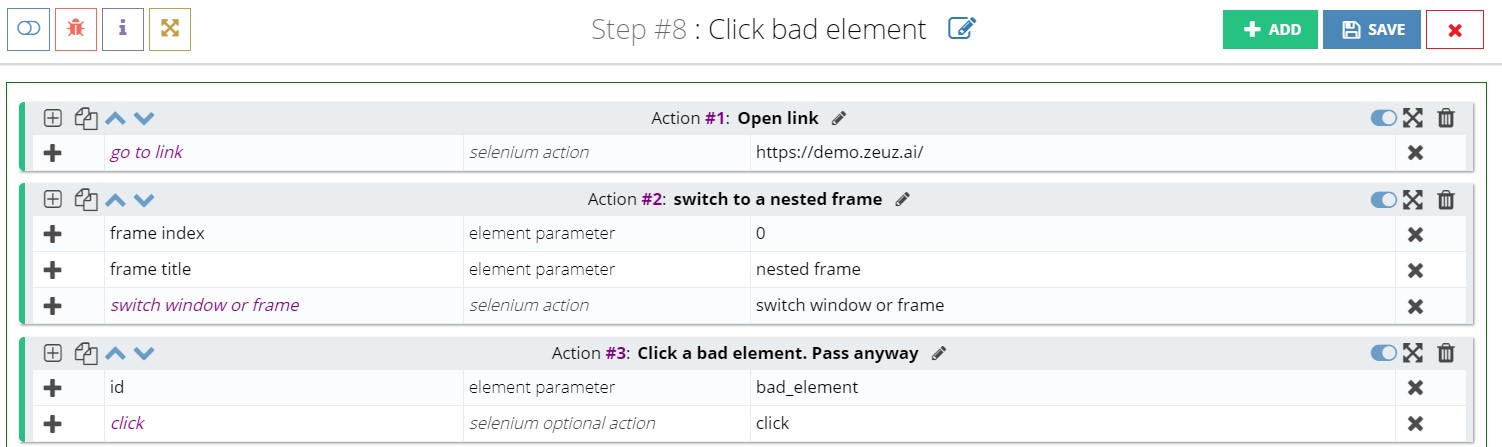 Step #8 : Click bad element ADD SAVE
Action #1: Open link
go to link selenium action https://demo.zeuz.ai/
Action #2: switch to a nested frame
frame index element parameter 0
frame title element parameter nested frame
switch window or frame selenium action switch window or frame
Action #3: Click a bad element. Pass anyway
id element parameter bad_element
click selenium optional action click